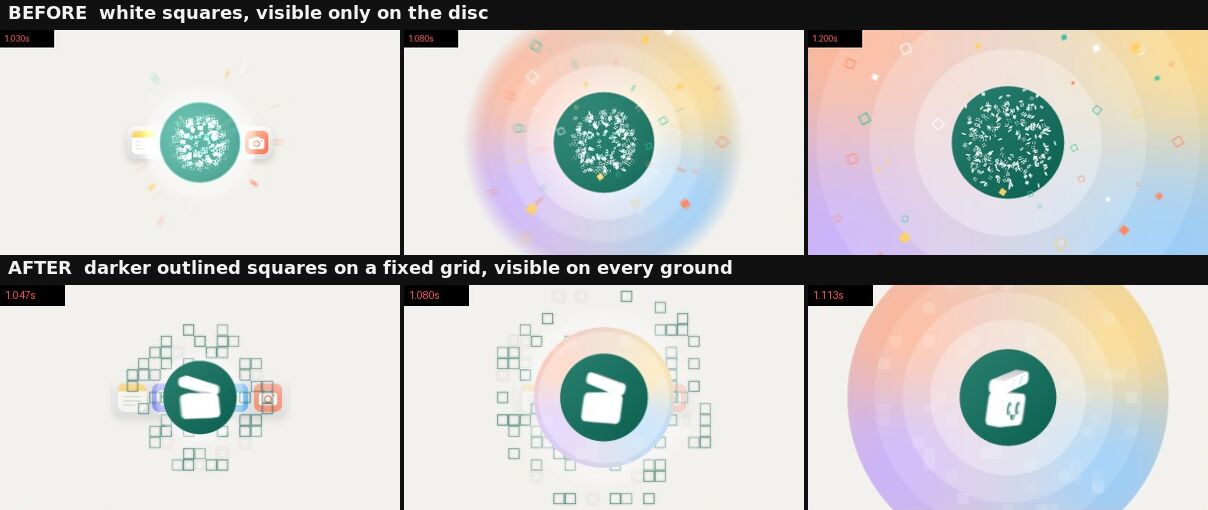 BEFORE  white squares, visible only on the disc
1.030s
1.080s
1.200s
AFTER  darker outlined squares on a fixed grid, visible on every ground
1.047s
1.080s
1.113s